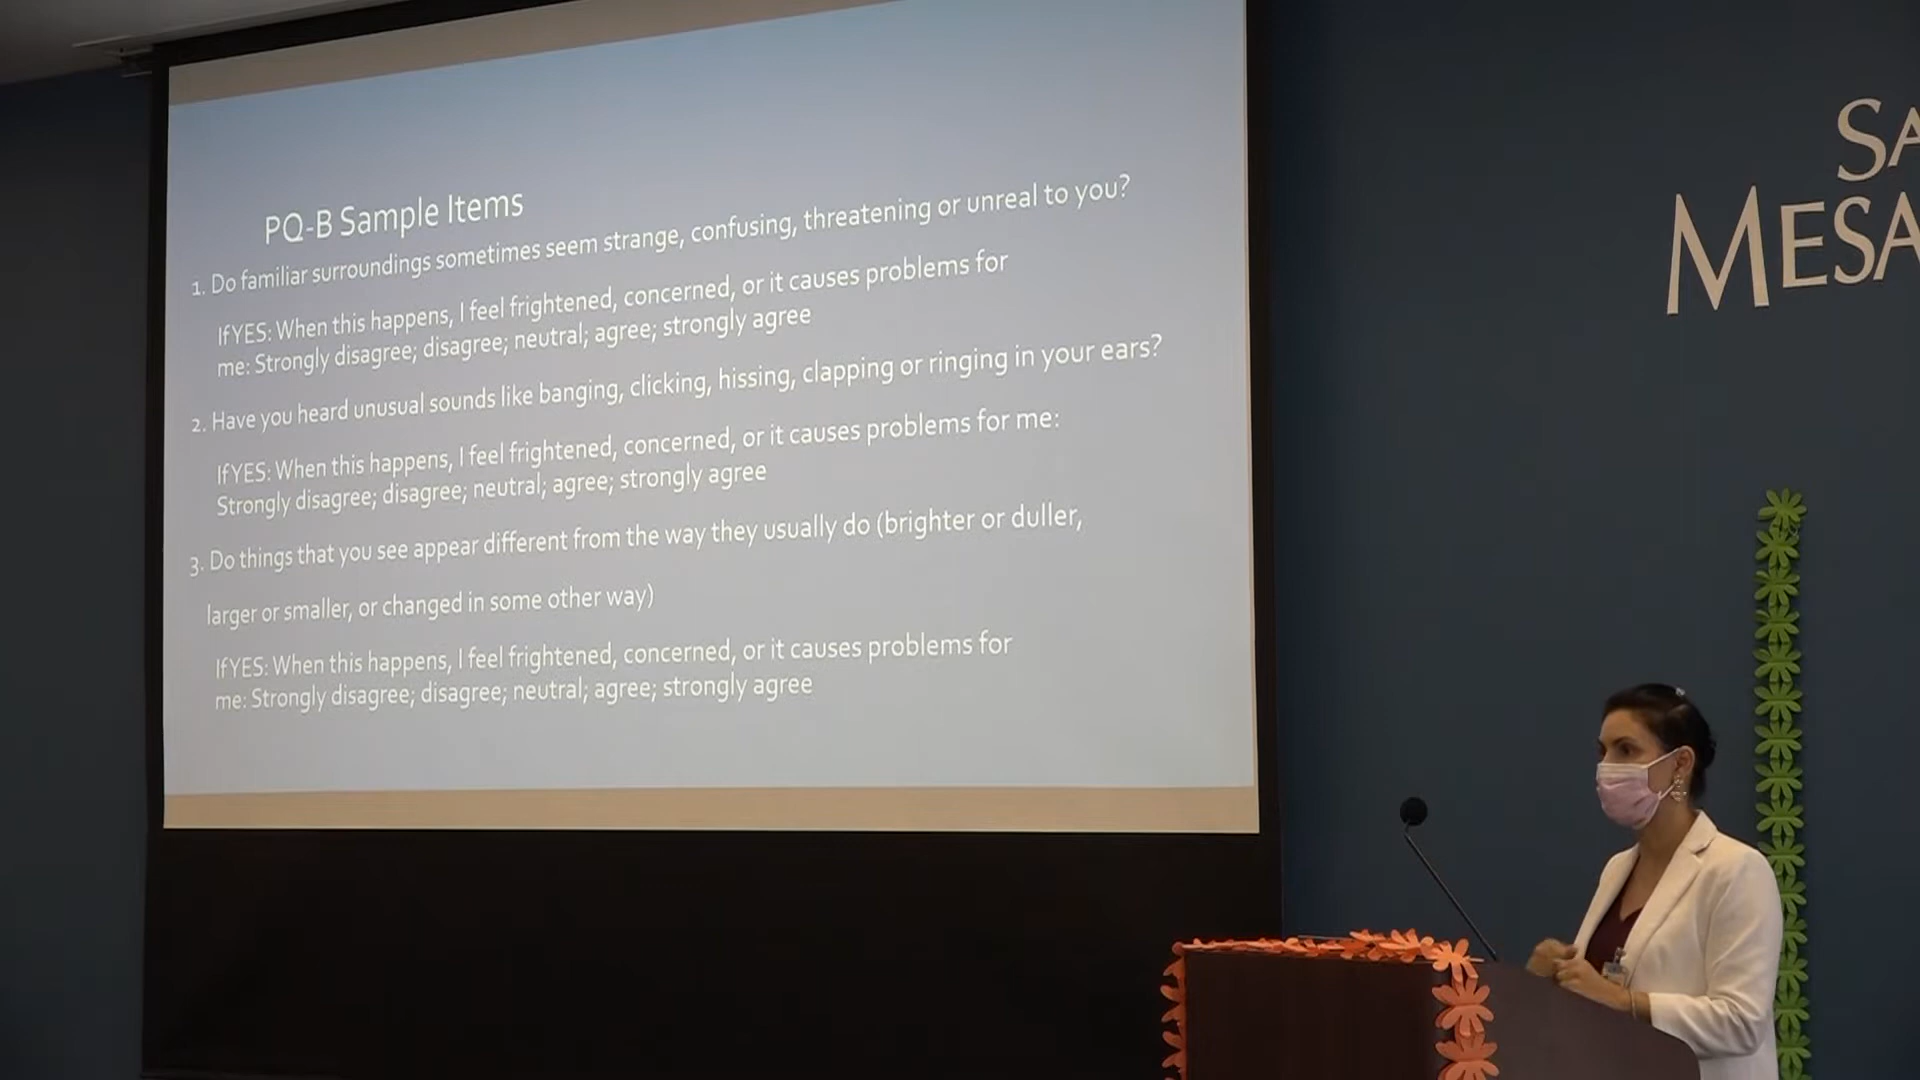 PQ-B Sample Items
1. Do familiar surroundings sometimes seem strange, confusing, threatening or unreal to you?
If YES: When this happens, I feel frightened, concerned, or it causes problems for
me: Strongly disagree; disagree; neutral; agree; strongly agree
2. Have you heard unusual sounds like banging, clicking, hissing, clapping or ringing in your ears?
If YES: When this happens, I feel frightened, concerned, or it causes problems for me:
Strongly disagree; disagree; neutral; agree; strongly agree
3. Do things that you see appear different from the way they usually do (brighter or duller,
larger or smaller, or changed in some other way)
If YES: When this happens, I feel frightened, concerned, or it causes problems for
me: Strongly disagree; disagree; neutral; agree; strongly agree
SA
MESA